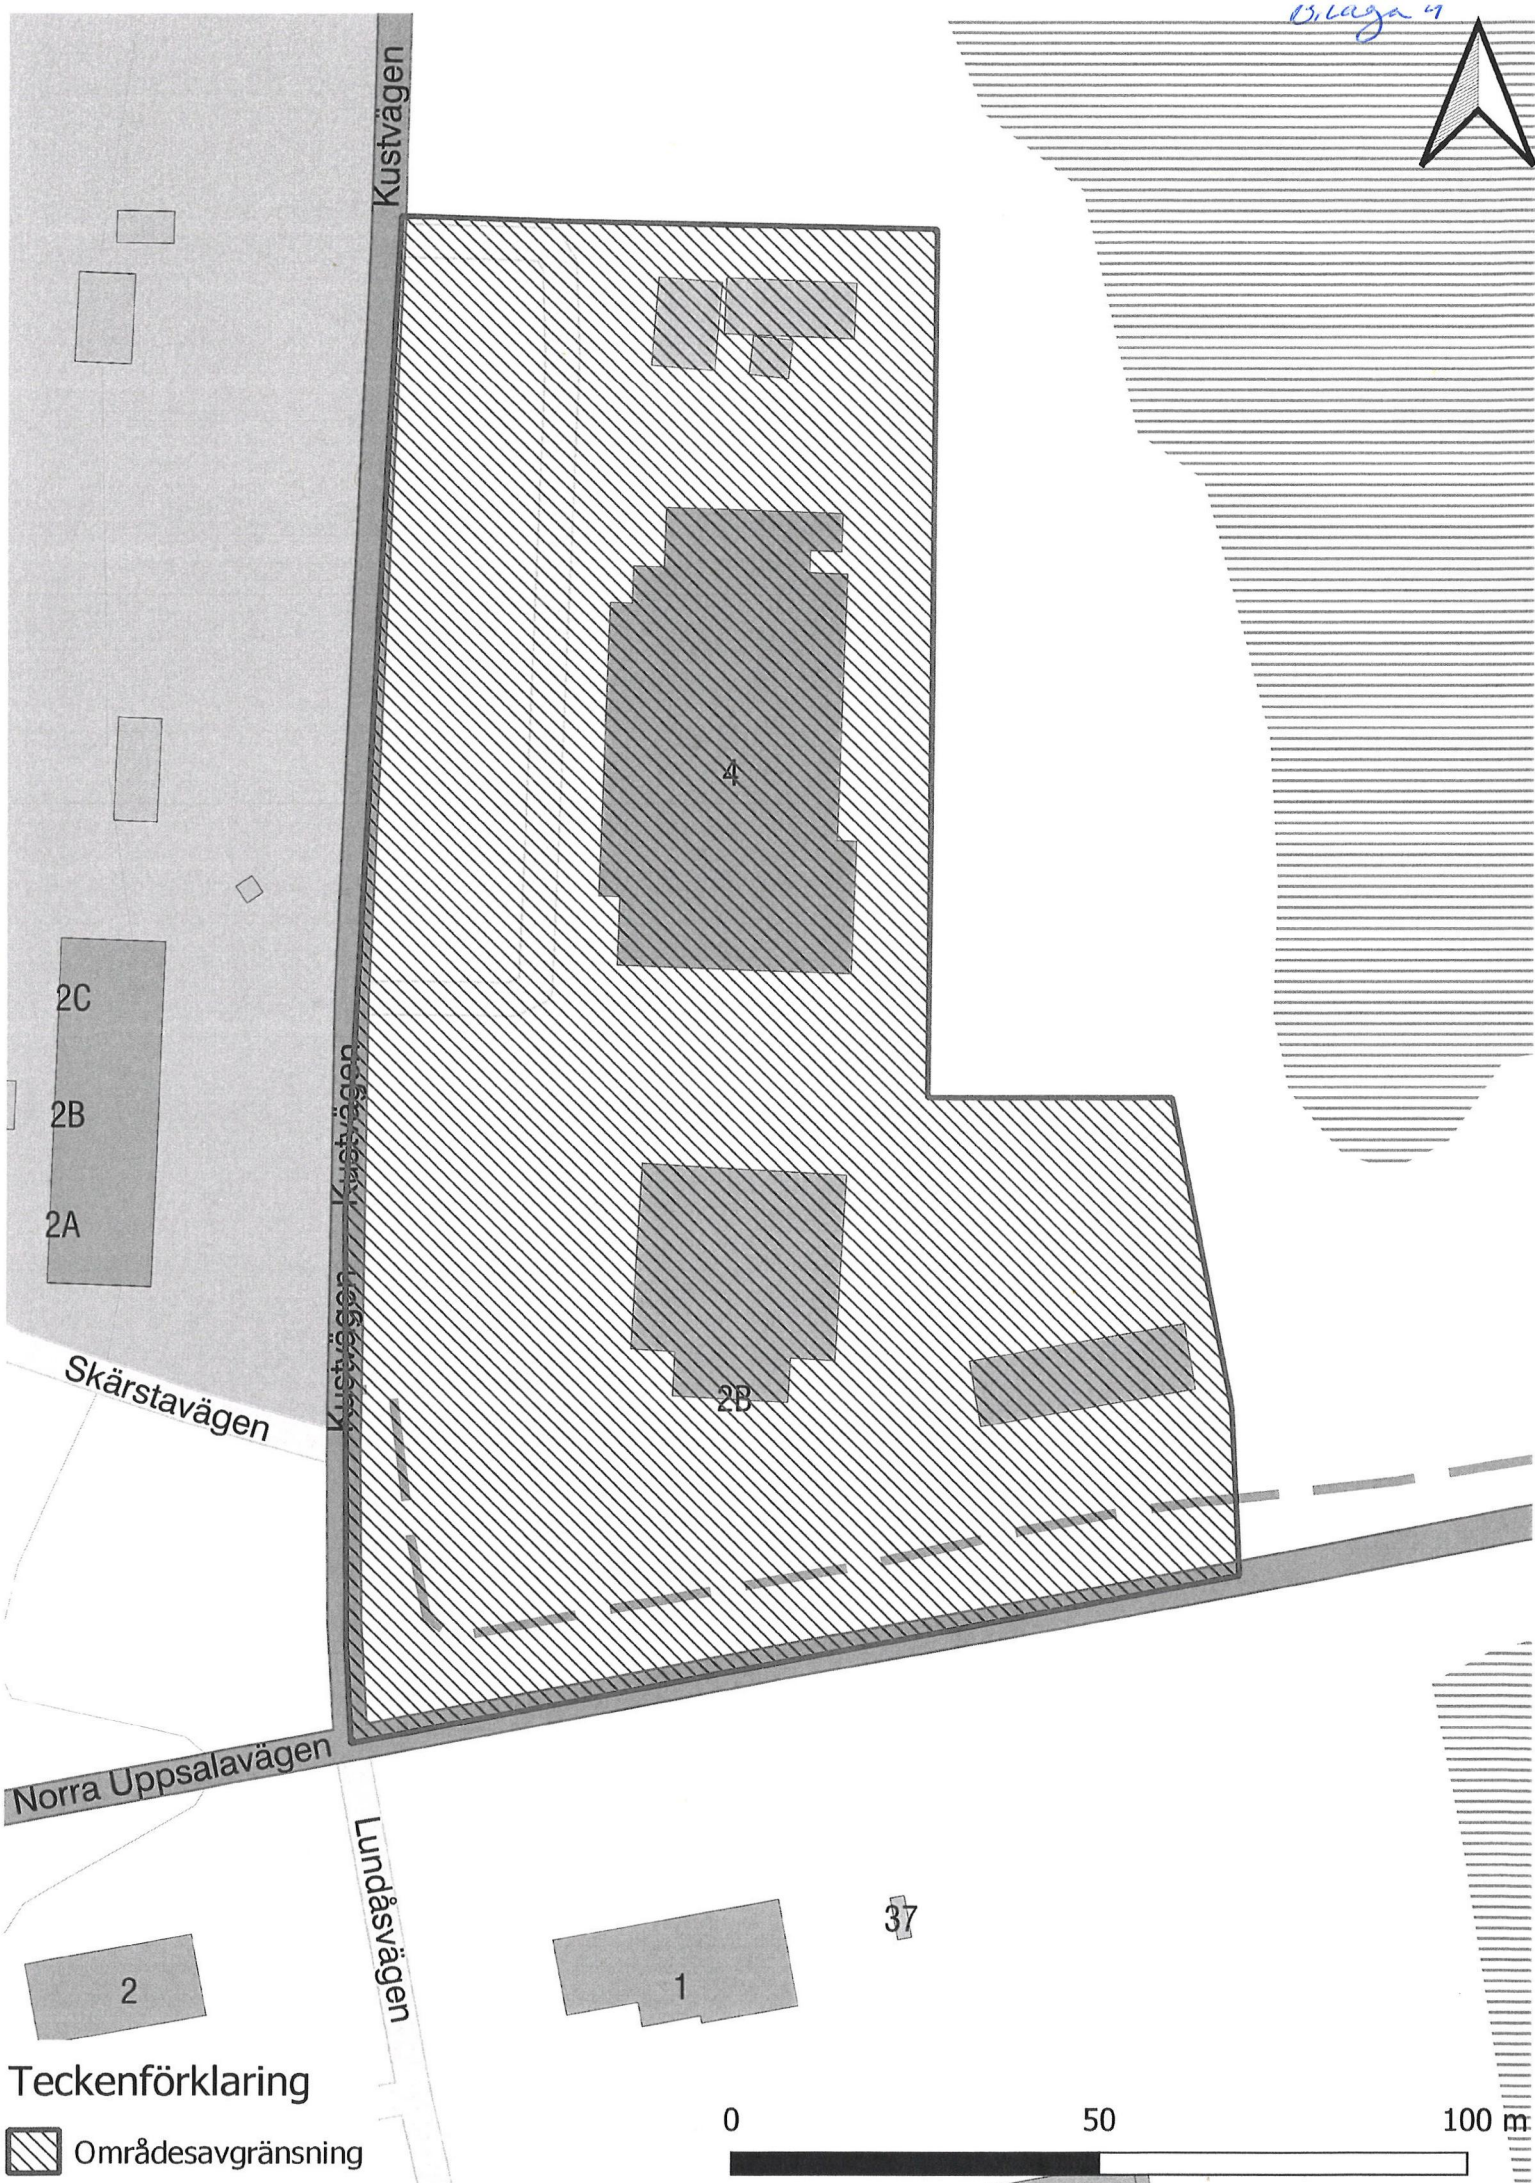 Bilaga 4
Kustvägen
4
2C
2B
2A
Kustvägen
Kustvägen
2B
Skärstavägen
Norra Uppsalavägen
Lundåsvägen
37
2
1
Teckenförklaring
Områdesavgränsning
0 50 100 m